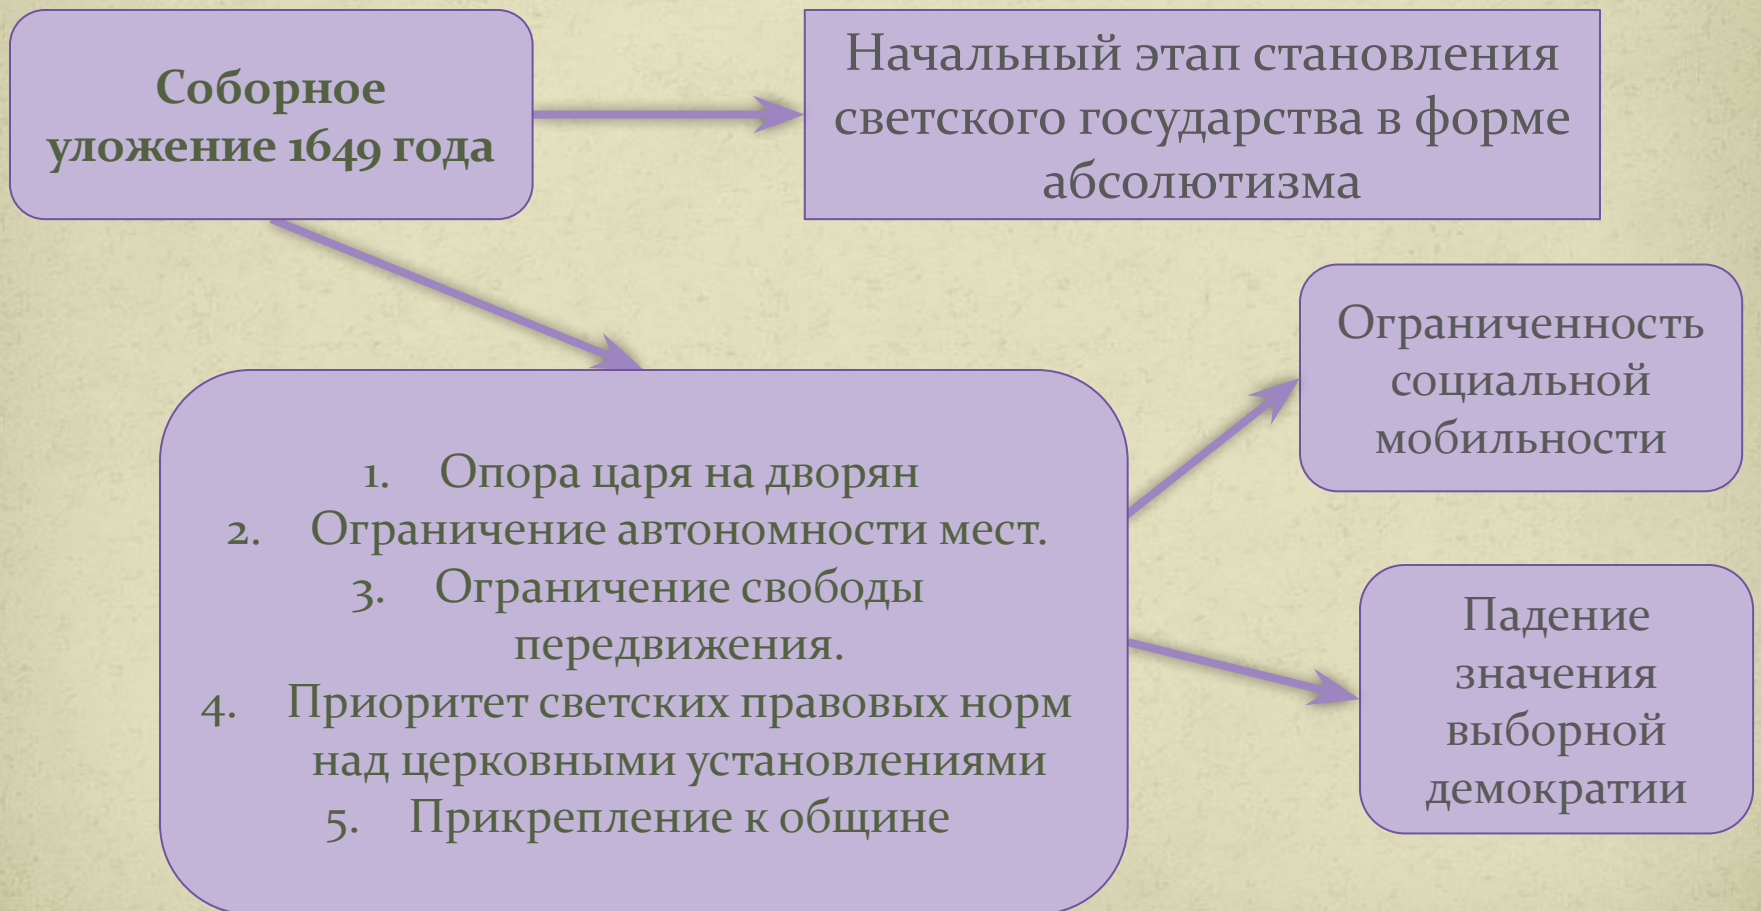 Соборное
уложение 1649 года
Начальный этап становления
светского государства в форме
абсолютизма
Ограниченность
социальной
мобильности
1. Опора царя на дворян
2. Ограничение автономности мест.
3. Ограничение свободы
передвижения.
4. Приоритет светских правовых норм
над церковными установлениями
5. Прикрепление к общине
Падение
значения
выборной
демократии